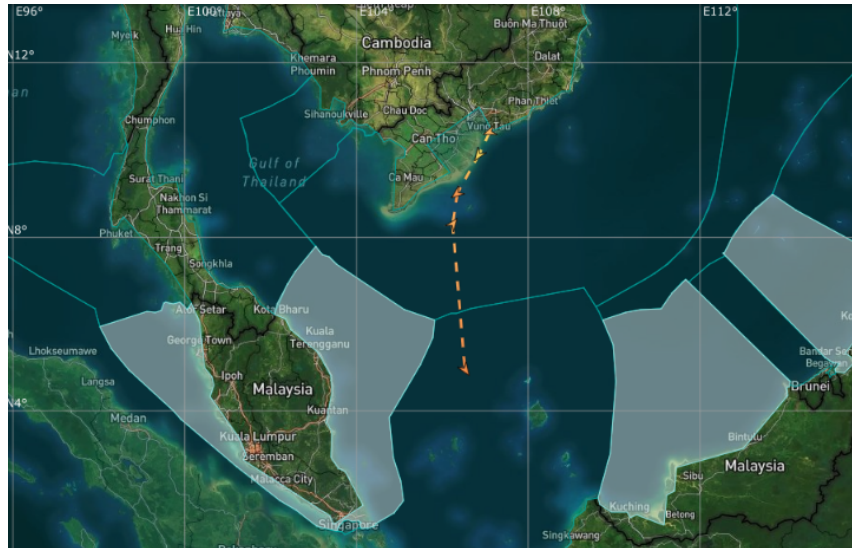 E96°
E100°
E104°
E108°
E112°
Pattaya
Buôn Ma Thuột
Myeik
Hua Hin
Cambodia
N12°
Khemara
Phoumin
Phnom Penh
Dalat
Sihanoukville
Chau Doc
Phan Thiet
Chumphon
Can Tho
Vung Tau
Gulf of
Thailand
Surat Thani
Ca Mau
Nakhon Si
Thammarat
Phuket
N8°
Trang
Songkhla
Alor Setar
Kota Bharu
George Town
Kuala
Terengganu
Lhokseumawe
Langsa
Ipoh
Malaysia
Bandar Se
Begawan
Brunei
N4°
Medan
Kuantan
Kuala Lumpur
Seremban
Bintulu
Malacca City
Sibu
Malaysia
Kuching
Betong
Singapore
Singkawang